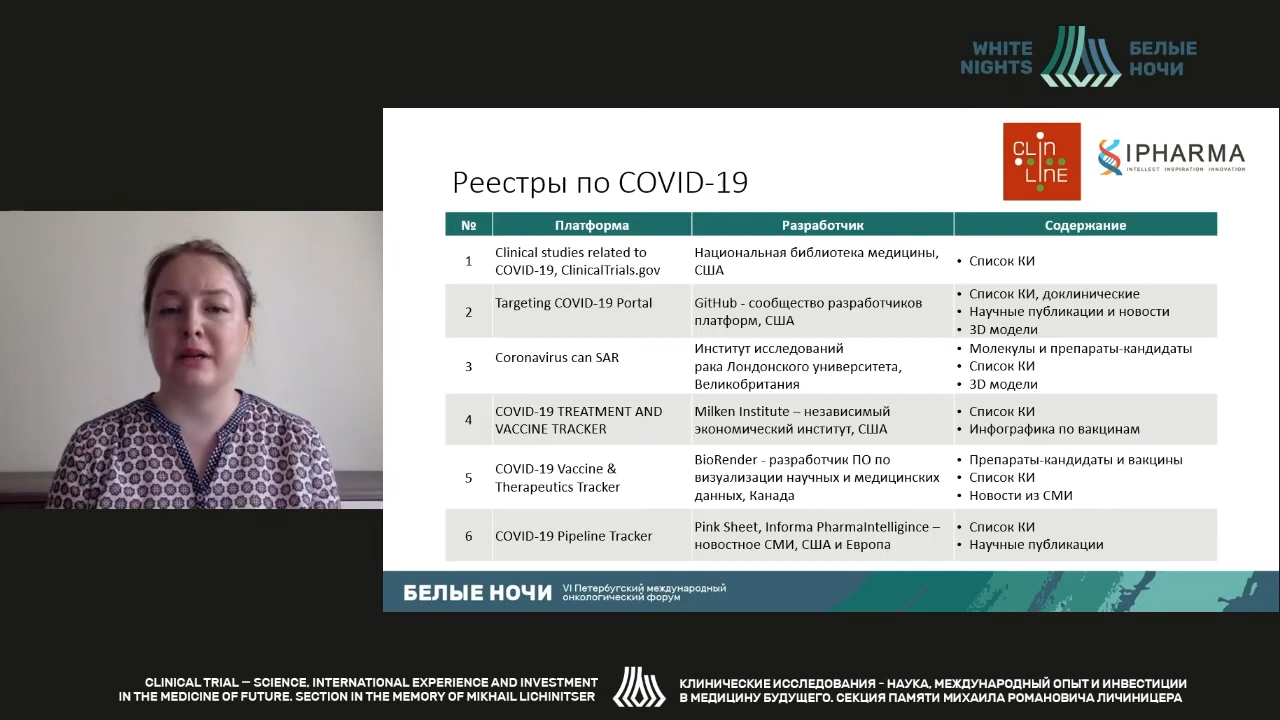 WHITE
NIGHTS
БЕЛЫЕ
НОЧИ
CLIN
LINE
IPHARMA
INTELLECT INSPIRATION INNOVATION
Реестры по COVID-19
№ Платформа Разработчик Содержание
1
Clinical studies related to
COVID-19, ClinicalTrials.gov
Национальная библиотека медицины,
США
• Список КИ
2
Targeting COVID-19 Portal
GitHub - сообщество разработчиков
платформ, США
• Список КИ, доклинические
• Научные публикации и новости
• 3D модели
3
Coronavirus can SAR
Институт исследований
рака Лондонского университета,
Великобритания
• Молекулы и препараты-кандидаты
• Список КИ
• 3D модели
4
COVID-19 TREATMENT AND
VACCINE TRACKER
Milken Institute – независимый
экономический институт, США
• Список КИ
• Инфографика по вакцинам
5
COVID-19 Vaccine &
Therapeutics Tracker
BioRender - разработчик ПО по
визуализации научных и медицинских
данных, Канада
• Препараты-кандидаты и вакцины
• Список КИ
• Новости из СМИ
6
COVID-19 Pipeline Tracker
Pink Sheet, Informa PharmaIntelligince –
новостное СМИ, США и Европа
• Список КИ
• Научные публикации
БЕЛЫЕ НОЧИ
VI Петербугский международный
онкологический форум
CLINICAL TRIAL – SCIENCE, INTERNATIONAL EXPERIENCE AND INVESTMENT
IN THE MEDICINE OF FUTURE. SECTION IN THE MEMORY OF MIKHAIL LICHINITSER
КЛИНИЧЕСКИЕ ИССЛЕДОВАНИЯ - НАУКА, МЕЖДУНАРОДНЫЙ ОПЫТ И ИНВЕСТИЦИИ
В МЕДИЦИНУ БУДУЩЕГО. СЕКЦИЯ ПАМЯТИ МИХАИЛА РОМАНОВИЧА ЛИЧИНИЦЕРА